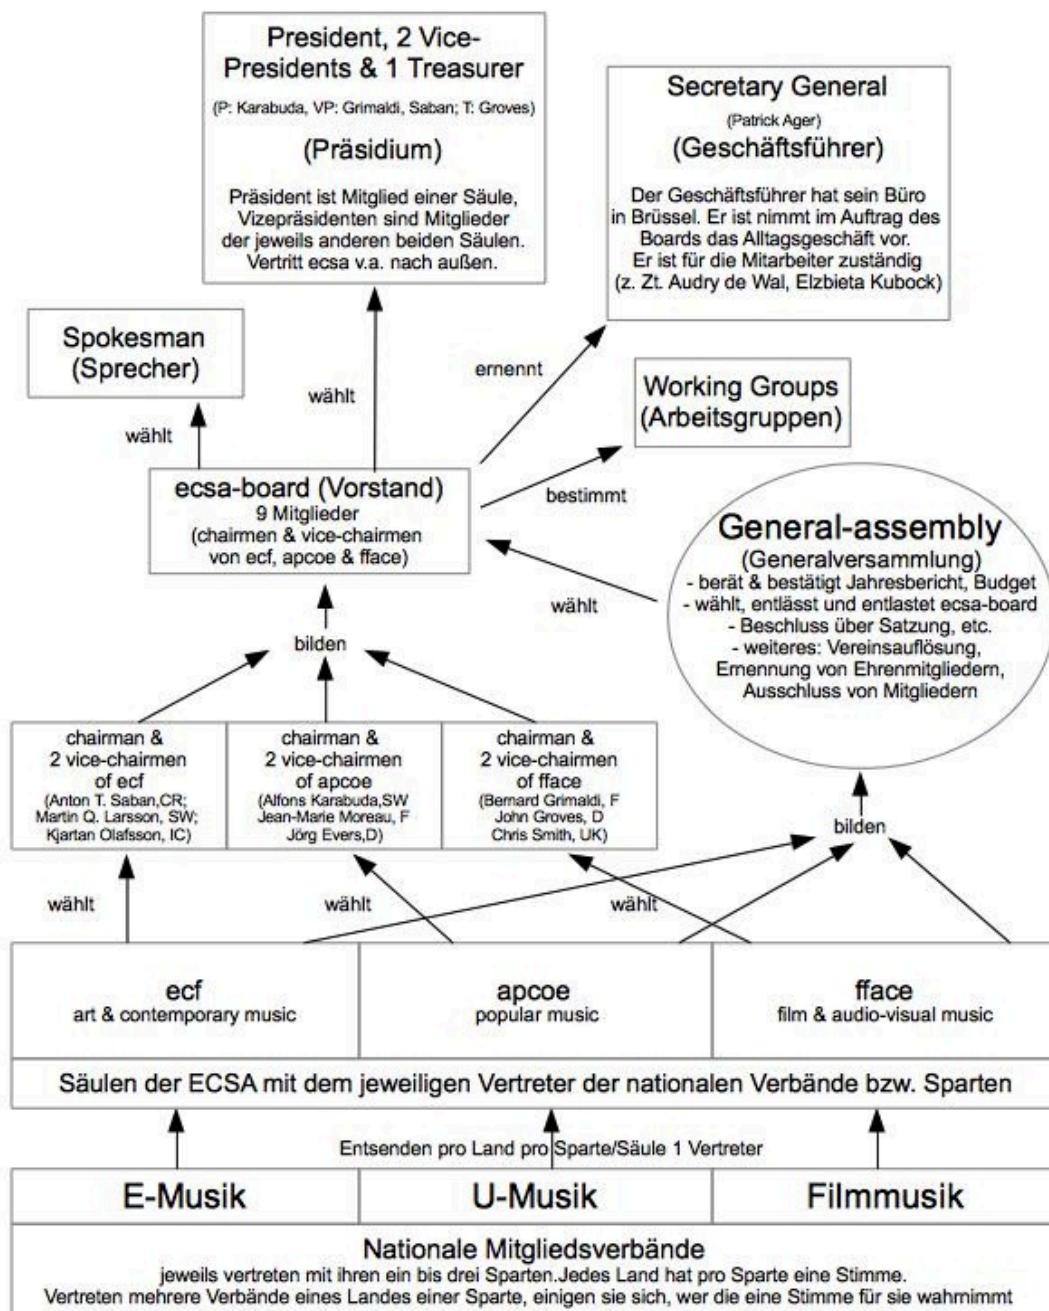 President, 2 Vice-
Presidents & 1 Treasurer
(P: Karabuda, VP: Grimaldi, Saban; T: Groves)
(Präsidium)
Präsident ist Mitglied einer Säule,
Vizepräsidenten sind Mitglieder
der jeweils anderen beiden Säulen.
Vertritt ecsa v.a. nach außen.
Secretary General
(Patrick Ager)
(Geschäftsführer)
Der Geschäftsführer hat sein Büro
in Brüssel. Er ist nimmt im Auftrag des
Boards das Alltagsgeschäft vor.
Er ist für die Mitarbeiter zuständig
(z. Zt. Audry de Wal, Elzbieta Kubock)
Spokesman
(Sprecher)
ernennt
wählt
Working Groups
(Arbeitsgruppen)
wählt
ecsa-board (Vorstand)
9 Mitglieder
(chairmen & vice-chairmen
von ecf, apcoe & fface)
bestimmt
General-assembly
(Generalversammlung)
- berät & bestätigt Jahresbericht, Budget
- wählt, entlässt und entlastet ecsa-board
- Beschluss über Satzung, etc.
- weiteres: Vereinsauflösung,
Ernennung von Ehrenmitgliedern,
Ausschluss von Mitgliedern
wählt
bilden
chairman &
2 vice-chairmen
of ecf
(Anton T. Saban,CR;
Martin Q. Larsson, SW;
Kjartan Olafsson, IC)
chairman &
2 vice-chairmen
of apcoe
(Alfons Karabuda,SW
Jean-Marie Moreau, F
Jörg Evers,D)
chairman &
2 vice-chairmen
of fface
(Bernard Grimaldi, F
John Groves, D
Chris Smith, UK)
bilden
wählt
wählt
wählt
ecf
art & contemporary music
apcoe
popular music
fface
film & audio-visual music
Säulen der ECSA mit dem jeweiligen Vertreter der nationalen Verbände bzw. Sparten
Entsenden pro Land pro Sparte/Säule 1 Vertreter
E-Musik
U-Musik
Filmmusik
Nationale Mitgliedsverbände
jeweils vertreten mit ihren ein bis drei Sparten.Jedes Land hat pro Sparte eine Stimme.
Vertreten mehrere Verbände eines Landes einer Sparte, einigen sie sich, wer die eine Stimme für sie wahrnimmt